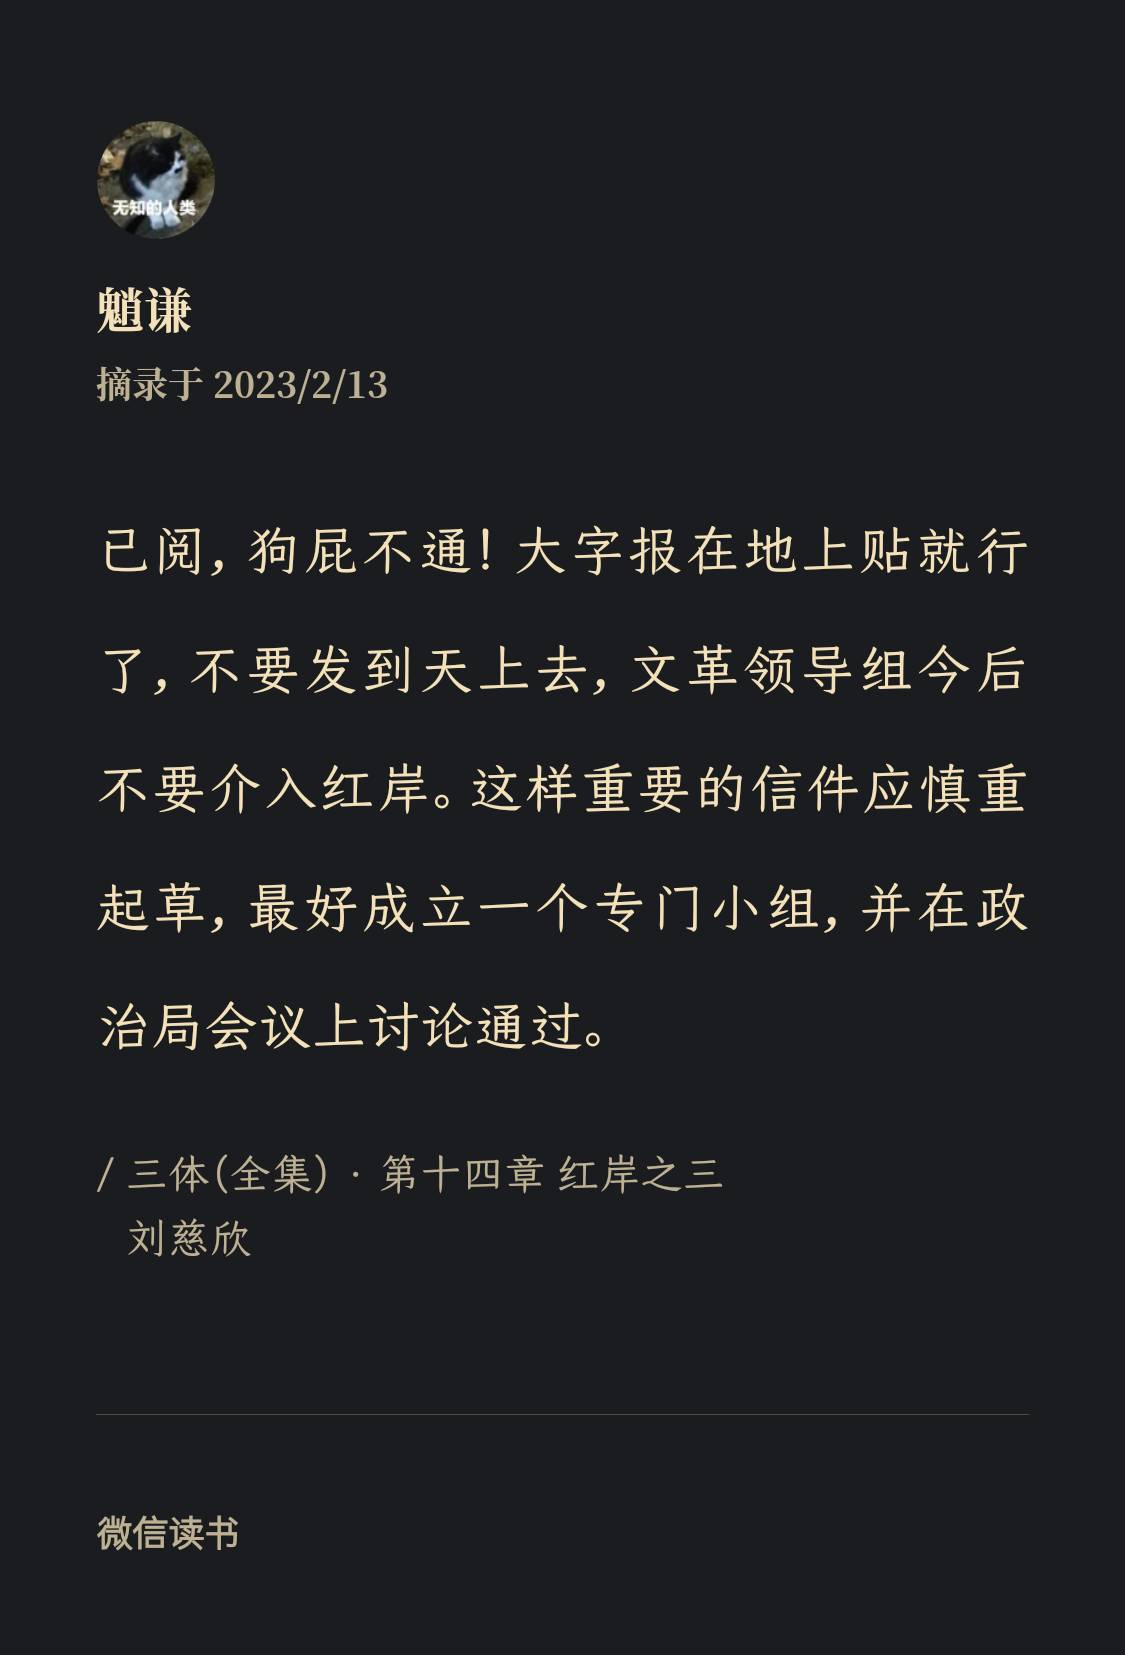 无知的人类
魈谦
摘录于 2023/2/13
已阅，狗屁不通！大字报在地上贴就行
了，不要发到天上去，文革领导组今后
不要介入红岸。这样重要的信件应慎重
起草，最好成立一个专门小组，并在政
治局会议上讨论通过。
/ 三体（全集）· 第十四章 红岸之三
刘慈欣
微信读书